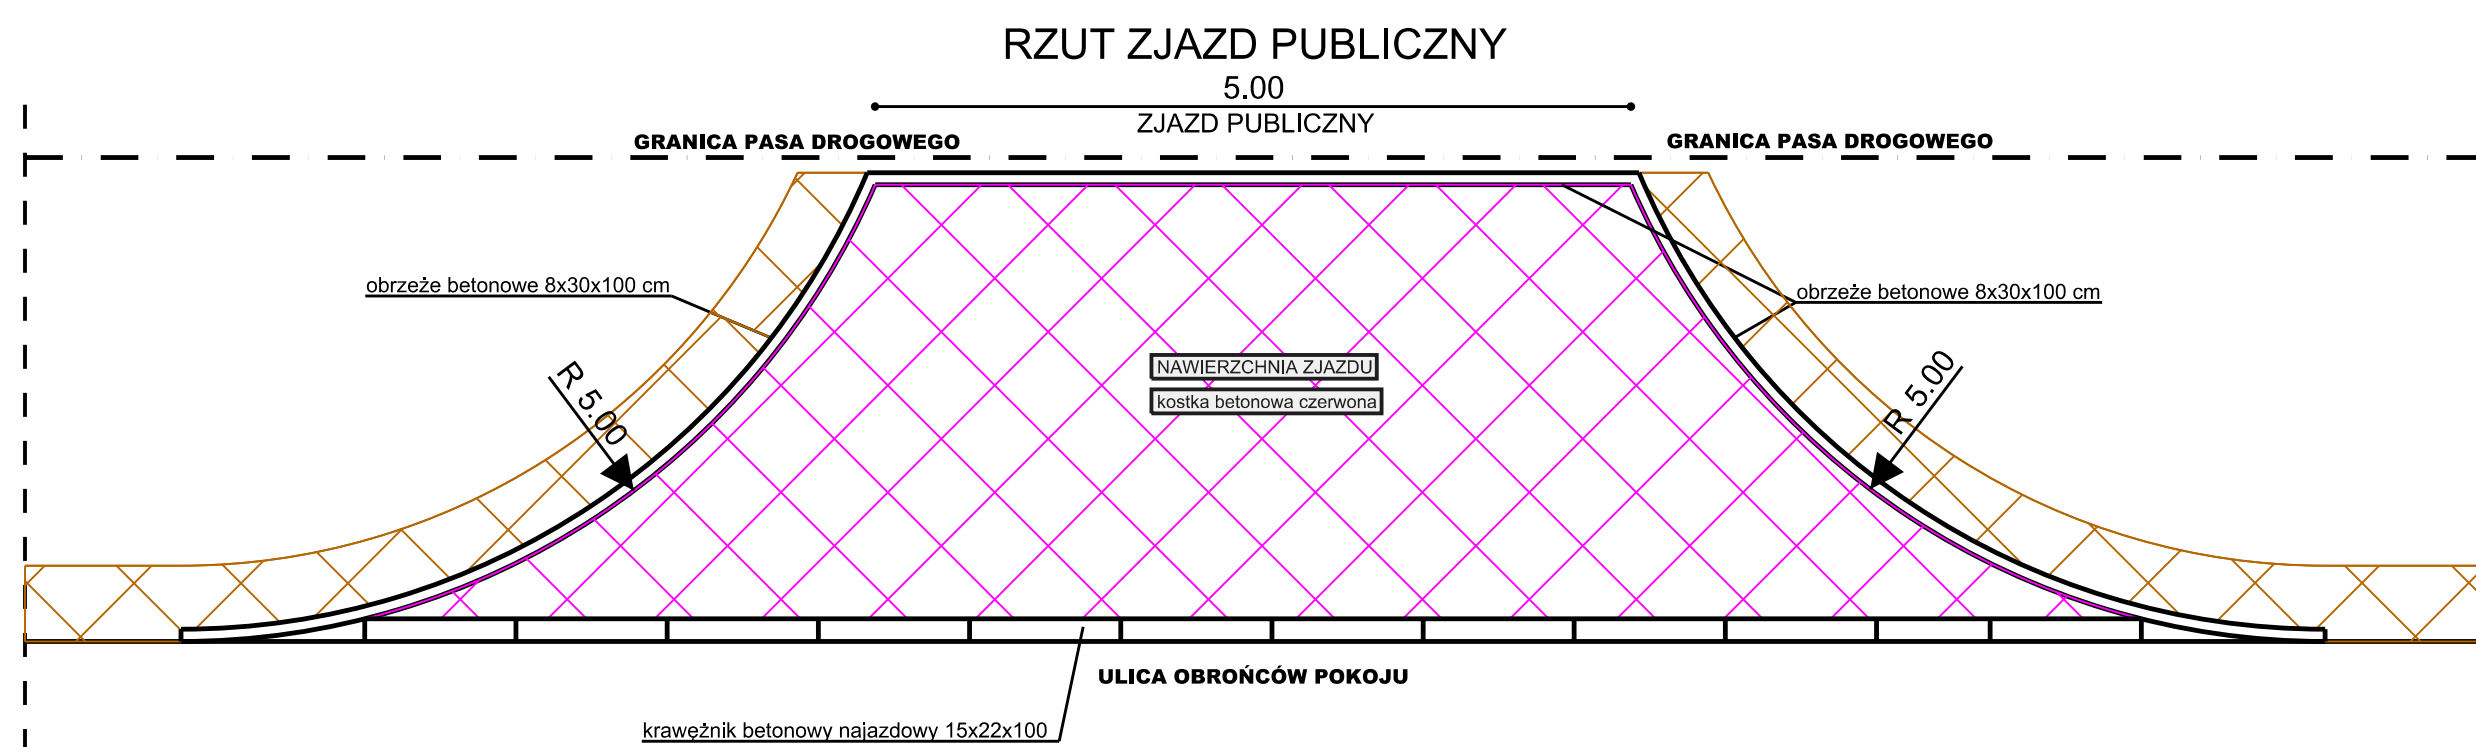 RZUT ZJAZD PUBLICZNY
5.00
ZJAZD PUBLICZNY
GRANICA PASA DROGOWEGO
GRANICA PASA DROGOWEGO
obrzeże betonowe 8x30x100 cm
obrzeże betonowe 8x30x100 cm
R 5.00
R 5.00
NAWIERZCHNIA ZJAZDU
kostka betonowa czerwona
ULICA OBROŃCÓW POKOJU
krawężnik betonowy najazdowy 15x22x100